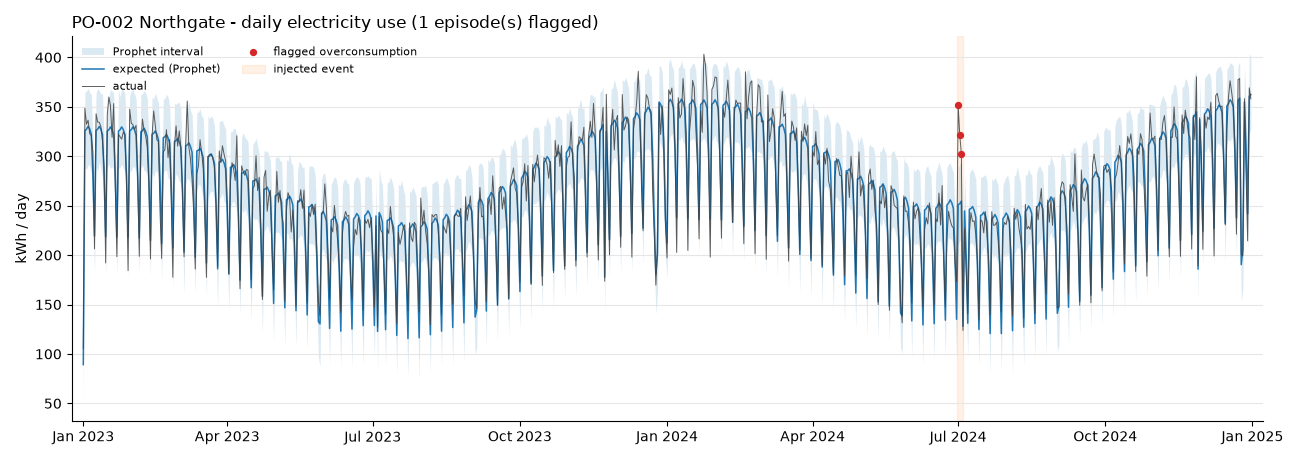 PO-002 Northgate - daily electricity use (1 episode(s) flagged)
Prophet interval
expected (Prophet)
actual
flagged overconsumption
injected event
kWh / day
400
350
300
250
200
150
100
50
Jan 2023
Apr 2023
Jul 2023
Oct 2023
Jan 2024
Apr 2024
Jul 2024
Oct 2024
Jan 2025